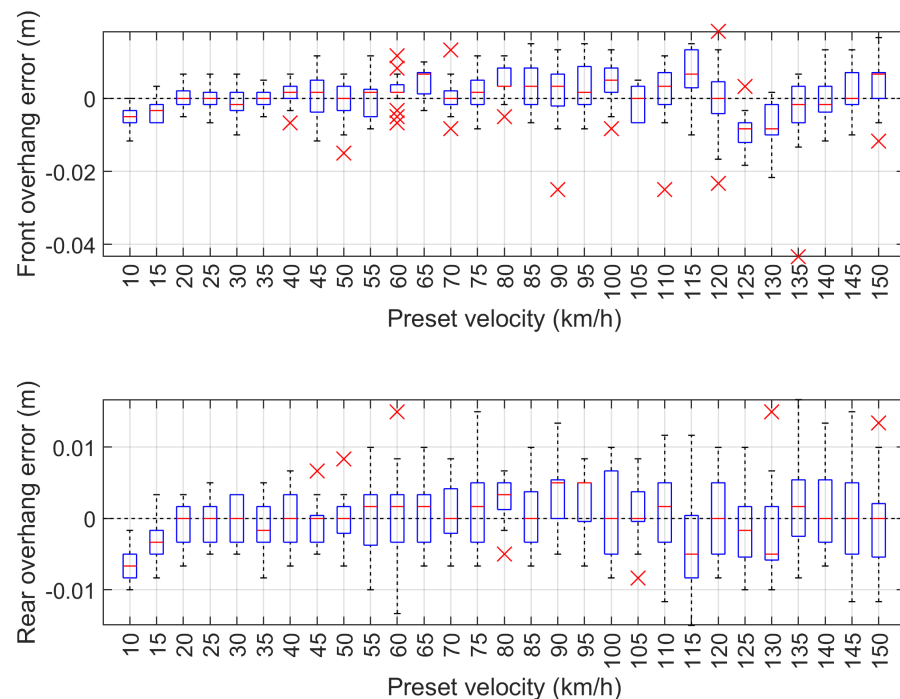 Front overhang error (m)
0
-0.02
-0.04
10 15 20 25 30 35 40 45 50 55 60 65 70 75 80 85 90 95 100 105 110 115 120 125 130 135 140 145 150
Preset velocity (km/h)
Rear overhang error (m)
0.01
0
-0.01
10 15 20 25 30 35 40 45 50 55 60 65 70 75 80 85 90 95 100 105 110 115 120 125 130 135 140 145 150
Preset velocity (km/h)